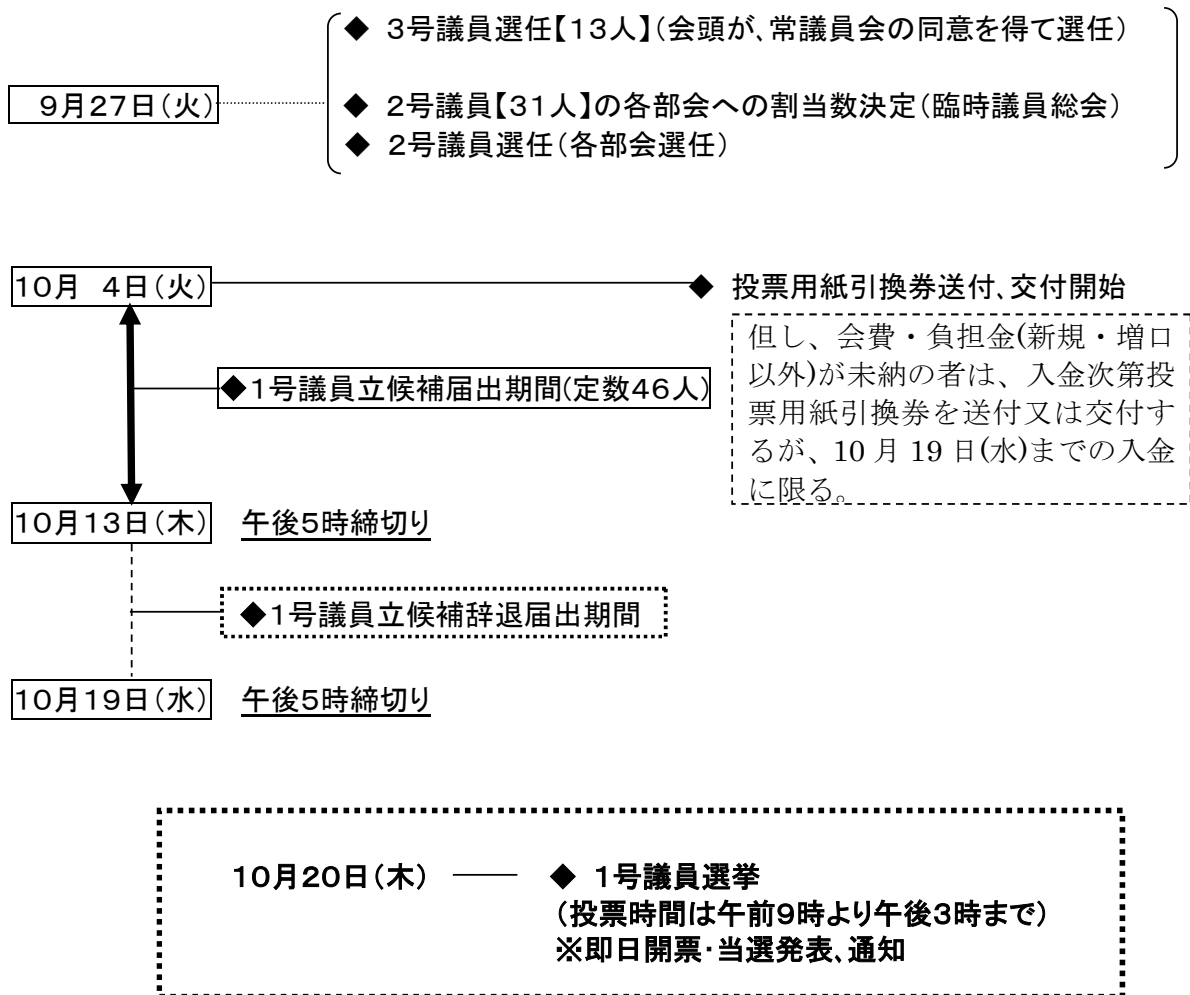 ◆ 3号議員選任【13人】(会頭が、常議員会の同意を得て選任)
9月27日(火)
◆ 2号議員【31人】の各部会への割当数決定(臨時議員総会)
◆ 2号議員選任(各部会選任)
10月 4日(火)
◆ 投票用紙引換券送付、交付開始
但し、会費・負担金(新規・増口
以外)が未納の者は、入金次第投
票用紙引換券を送付又は交付す
るが、10月19日(水)までの入金
に限る。
◆1号議員立候補届出期間(定数46人)
10月13日(木) 午後5時締切り
◆1号議員立候補辞退届出期間
10月19日(水) 午後5時締切り
10月20日(木) ◆ 1号議員選挙
(投票時間は午前9時より午後3時まで)
※即日開票・当選発表、通知